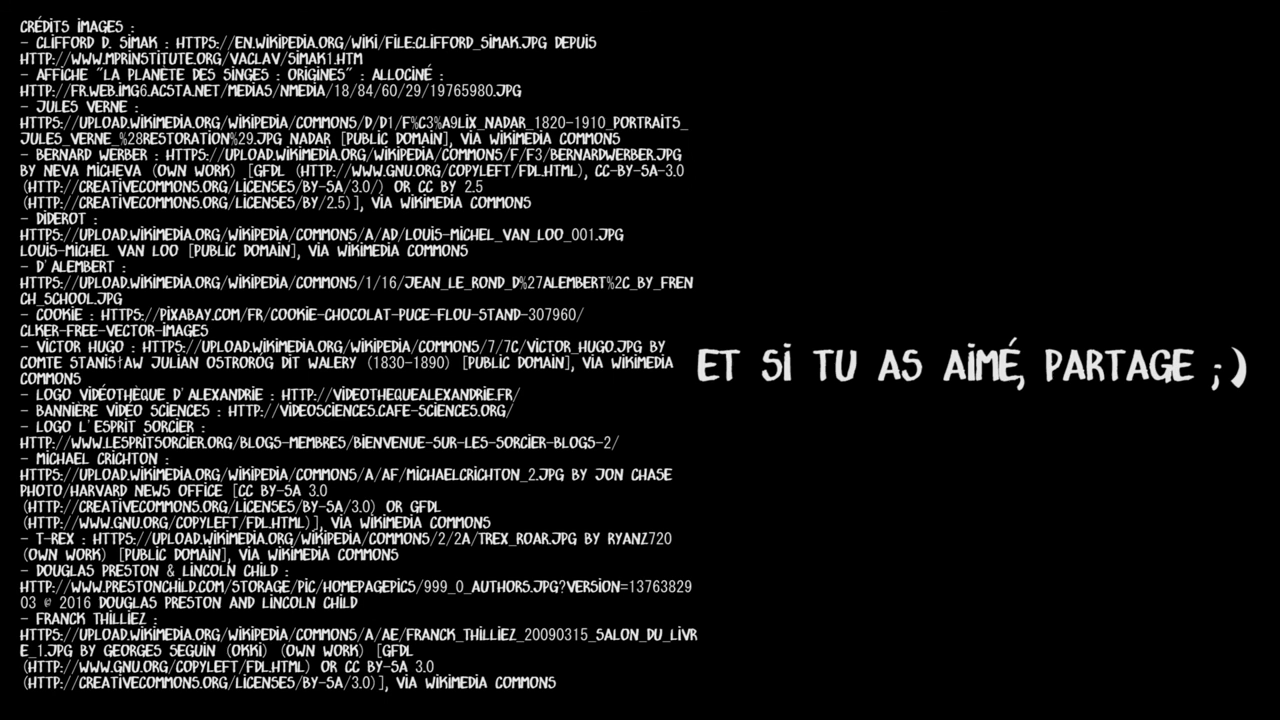 CRÉDITS IMAGES :
- CLIFFORD D. SIMAK : HTTPS://EN.WIKIPEDIA.ORG/WIKI/FILE:CLIFFORD_SIMAK.JPG DEPUIS
HTTP://WWW.MPRINSTITUTE.ORG/VACLAV/SIMAK1.HTM
- AFFICHE "LA PLANÈTE DES SINGES : ORIGINES" : ALLOCINÉ :
HTTP://FR.WEB.IMG6.ACSTA.NET/MEDIAS/NMEDIA/18/84/60/29/19765980.JPG
- JULES VERNE :
HTTPS://UPLOAD.WIKIMEDIA.ORG/WIKIPEDIA/COMMONS/D/D1/F%C3%A9LIX_NADAR_1820-1910_PORTRAITS_
JULES_VERNE_%28RESTORATION%29.JPG NADAR [PUBLIC DOMAIN], VIA WIKIMEDIA COMMONS
- BERNARD WERBER : HTTPS://UPLOAD.WIKIMEDIA.ORG/WIKIPEDIA/COMMONS/F/F3/BERNARDWERBER.JPG
BY NEVA MICHEVA (OWN WORK) [GFDL (HTTP://WWW.GNU.ORG/COPYLEFT/FDL.HTML), CC-BY-SA-3.0
(HTTP://CREATIVECOMMONS.ORG/LICENSES/BY-SA/3.0/) OR CC BY 2.5
(HTTP://CREATIVECOMMONS.ORG/LICENSES/BY/2.5)], VIA WIKIMEDIA COMMONS
- DIDEROT :
HTTPS://UPLOAD.WIKIMEDIA.ORG/WIKIPEDIA/COMMONS/A/AD/LOUIS-MICHEL_VAN_LOO_001.JPG
LOUIS-MICHEL VAN LOO [PUBLIC DOMAIN], VIA WIKIMEDIA COMMONS
- D'ALEMBERT :
HTTPS://UPLOAD.WIKIMEDIA.ORG/WIKIPEDIA/COMMONS/1/16/JEAN_LE_ROND_D%27ALEMBERT%2C_BY_FREN
CH_SCHOOL.JPG
- COOKIE : HTTPS://PIXABAY.COM/FR/COOKIE-CHOCOLAT-PUCE-FLOU-STAND-307960/
CLKER-FREE-VECTOR-IMAGES
- VICTOR HUGO : HTTPS://UPLOAD.WIKIMEDIA.ORG/WIKIPEDIA/COMMONS/7/7C/VICTOR_HUGO.JPG BY
COMTE STANISŁAW JULIAN OSTRORÓG DIT WALERY (1830-1890) [PUBLIC DOMAIN], VIA WIKIMEDIA
COMMONS
- LOGO VIDÉOTHÈQUE D'ALEXANDRIE : HTTP://VIDEOTHEQUEALEXANDRIE.FR/
- BANNIÈRE VIDEO SCIENCES : HTTP://VIDEOSCIENCES.CAFE-SCIENCES.ORG/
- LOGO L'ESPRIT SORCIER :
HTTP://WWW.LESPRITSORCIER.ORG/BLOGS-MEMBRES/BIENVENUE-SUR-LES-SORCIER-BLOGS-2/
- MICHAEL CRICHTON :
HTTPS://UPLOAD.WIKIMEDIA.ORG/WIKIPEDIA/COMMONS/A/AF/MICHAELCRICHTON_2.JPG BY JON CHASE
PHOTO/HARVARD NEWS OFFICE [CC BY-SA 3.0
(HTTP://CREATIVECOMMONS.ORG/LICENSES/BY-SA/3.0) OR GFDL
(HTTP://WWW.GNU.ORG/COPYLEFT/FDL.HTML)], VIA WIKIMEDIA COMMONS
- T-REX : HTTPS://UPLOAD.WIKIMEDIA.ORG/WIKIPEDIA/COMMONS/2/2A/TREX_ROAR.JPG BY RYANZ720
(OWN WORK) [PUBLIC DOMAIN], VIA WIKIMEDIA COMMONS
- DOUGLAS PRESTON & LINCOLN CHILD :
HTTP://WWW.PRESTONCHILD.COM/STORAGE/PIC/HOMEPAGEPICS/999_0_AUTHORS.JPG?VERSION=13763829
03 © 2016 DOUGLAS PRESTON AND LINCOLN CHILD
- FRANCK THILLIEZ :
HTTPS://UPLOAD.WIKIMEDIA.ORG/WIKIPEDIA/COMMONS/A/AE/FRANCK_THILLIEZ_20090315_SALON_DU_LIVR
E_1.JPG BY GEORGES SEGUIN (OKKI) (OWN WORK) [GFDL
(HTTP://WWW.GNU.ORG/COPYLEFT/FDL.HTML) OR CC BY-SA 3.0
(HTTP://CREATIVECOMMONS.ORG/LICENSES/BY-SA/3.0)], VIA WIKIMEDIA COMMONS
ET SI TU AS AIMÉ, PARTAGE ;)